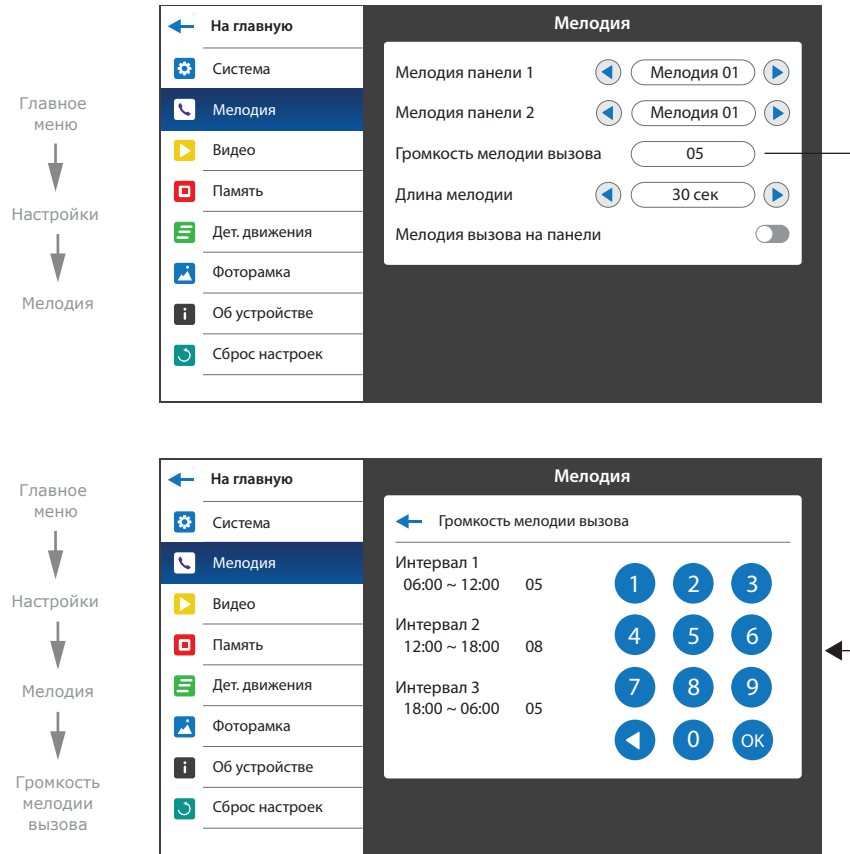 Главное
меню
Настройки
Мелодия
На главную
Система
Мелодия
Видео
Память
Дет. движения
Фоторамка
Об устройстве
Сброс настроек
Мелодия
Мелодия панели 1 Мелодия 01
Мелодия панели 2 Мелодия 01
Громкость мелодии вызова 05
Длина мелодии 30 сек
Мелодия вызова на панели
Главное
меню
Настройки
Мелодия
Громкость
мелодии
вызова
На главную
Система
Мелодия
Видео
Память
Дет. движения
Фоторамка
Об устройстве
Сброс настроек
Мелодия
Громкость мелодии вызова
Интервал 1
06:00 ~ 12:00 05
Интервал 2
12:00 ~ 18:00 08
Интервал 3
18:00 ~ 06:00 05
1 2 3
4 5 6
7 8 9
0 OK